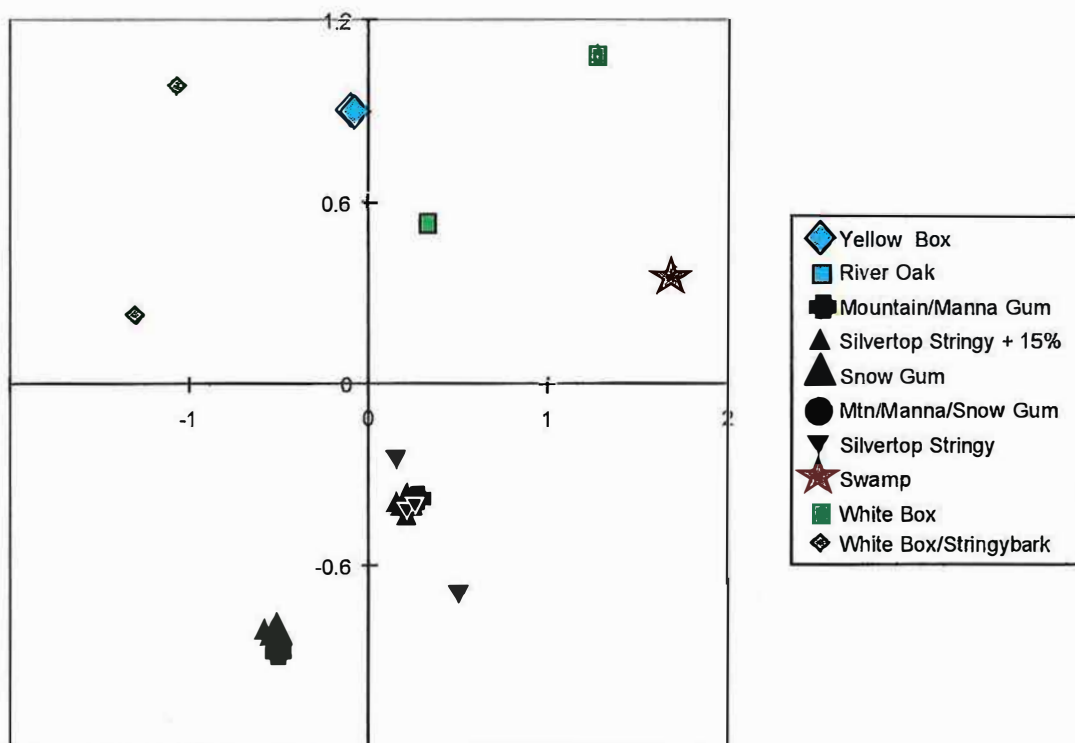 1.2
0.6
0
-1
0
1
2
-0.6
Yellow Box
River Oak
Mountain/Manna Gum
Silvertop Stringy + 15%
Snow Gum
Mtn/Manna/Snow Gum
Silvertop Stringy
Swamp
White Box
White Box/Stringybark